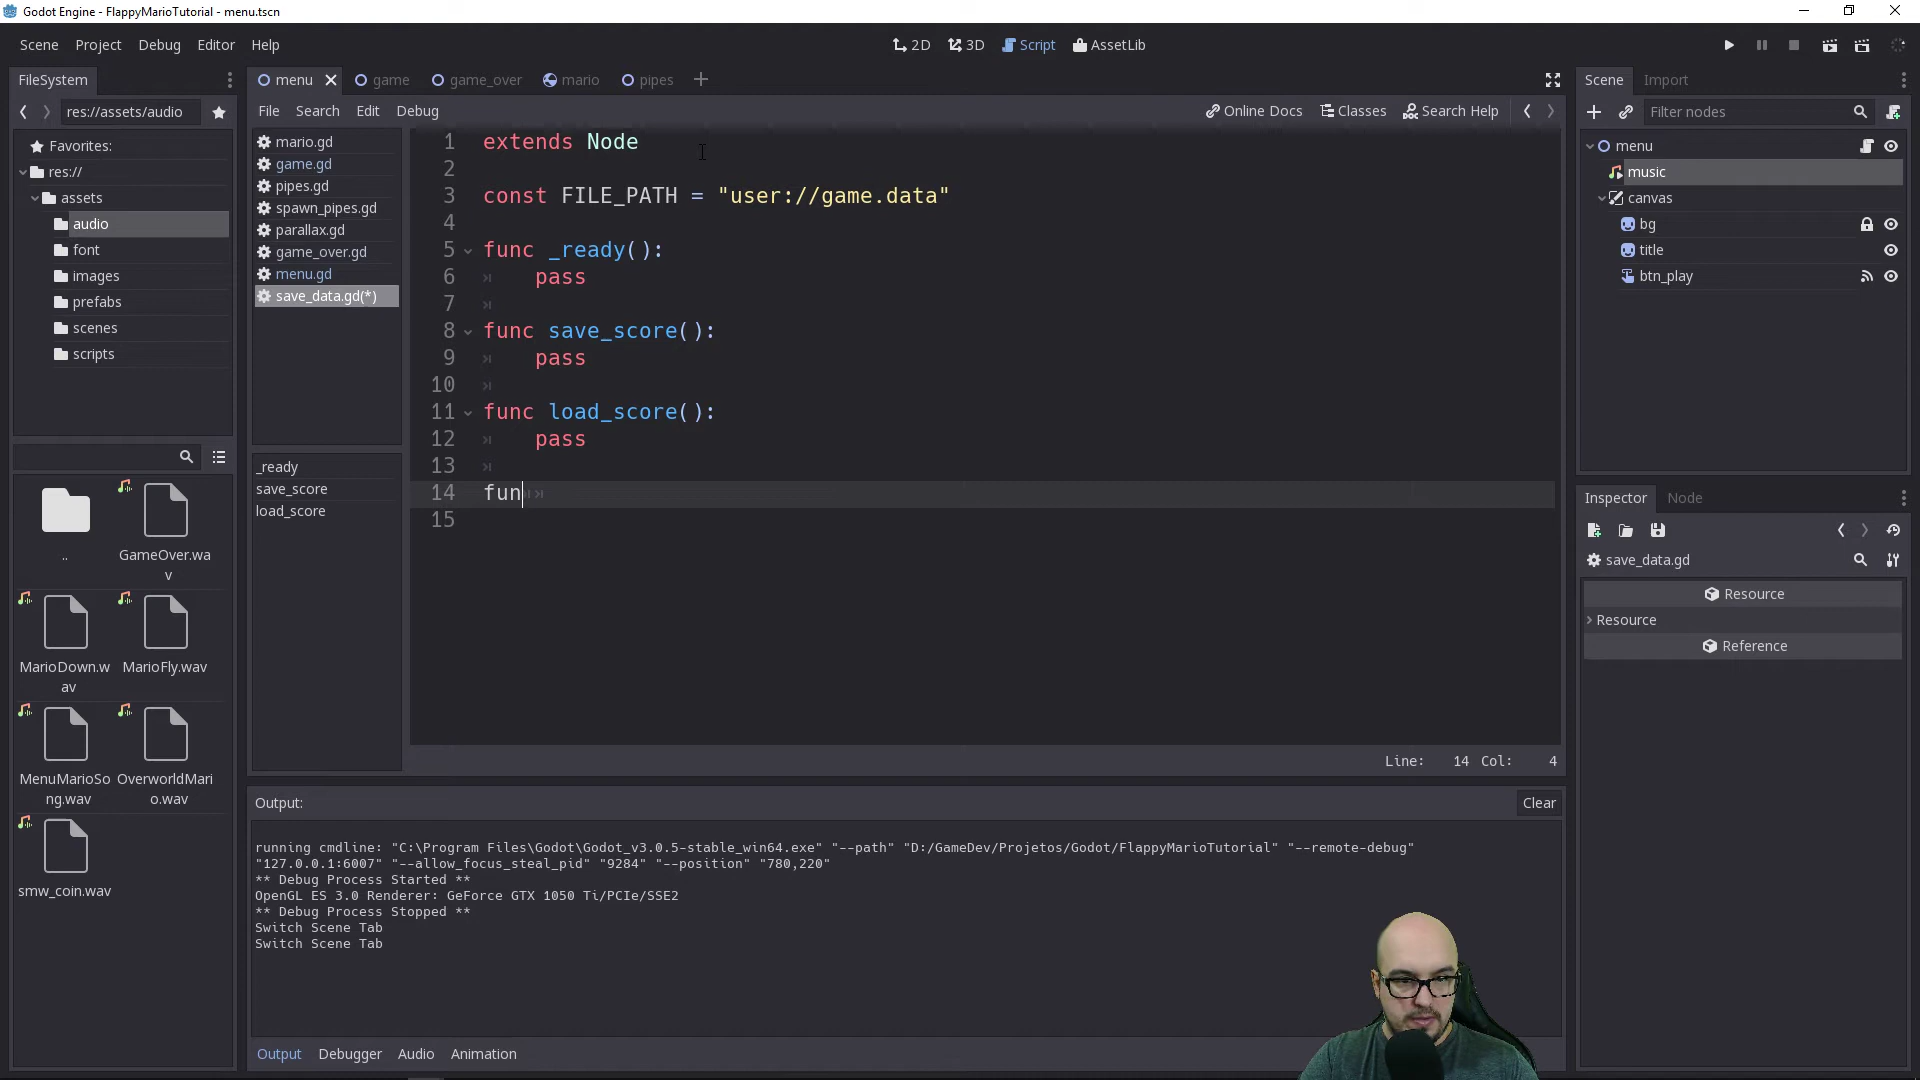 Godot Engine - FlappyMarioTutorial - menu.tscn
Scene Project Debug Editor Help
2D 3D Script AssetLib
FileSystem
res://assets/audio
Favorites:
res://
assets
audio
font
images
prefabs
scenes
scripts
..
GameOver.wa
v
MarioDown.w
av
MarioFly.wav
MenuMarioSo
ng.wav
OverworldMari
o.wav
smw_coin.wav
menu game game_over mario pipes
File Search Edit Debug
Online Docs Classes Search Help
mario.gd
game.gd
pipes.gd
spawn_pipes.gd
parallax.gd
game_over.gd
menu.gd
save_data.gd(*)
_ready
save_score
load_score
1 extends Node
2
3 const FILE_PATH = "user://game.data"
4
5 func _ready():
6 pass
7
8 func save_score():
9 pass
10
11 func load_score():
12 pass
13
14 fun
15
Line: 14 Col: 4
Output:
Clear
running cmdline: "C:\Program Files\Godot\Godot_v3.0.5-stable_win64.exe" "--path" "D:/GameDev/Projetos/Godot/FlappyMarioTutorial" "--remote-debug"
"127.0.0.1:6007" "--allow_focus_steal_pid" "9284" "--position" "780,220"
** Debug Process Started **
OpenGL ES 3.0 Renderer: GeForce GTX 1050 Ti/PCIe/SSE2
** Debug Process Stopped **
Switch Scene Tab
Switch Scene Tab
Output Debugger Audio Animation
Scene Import
Filter nodes
menu
music
canvas
bg
title
btn_play
Inspector Node
save_data.gd
Resource
Resource
Reference